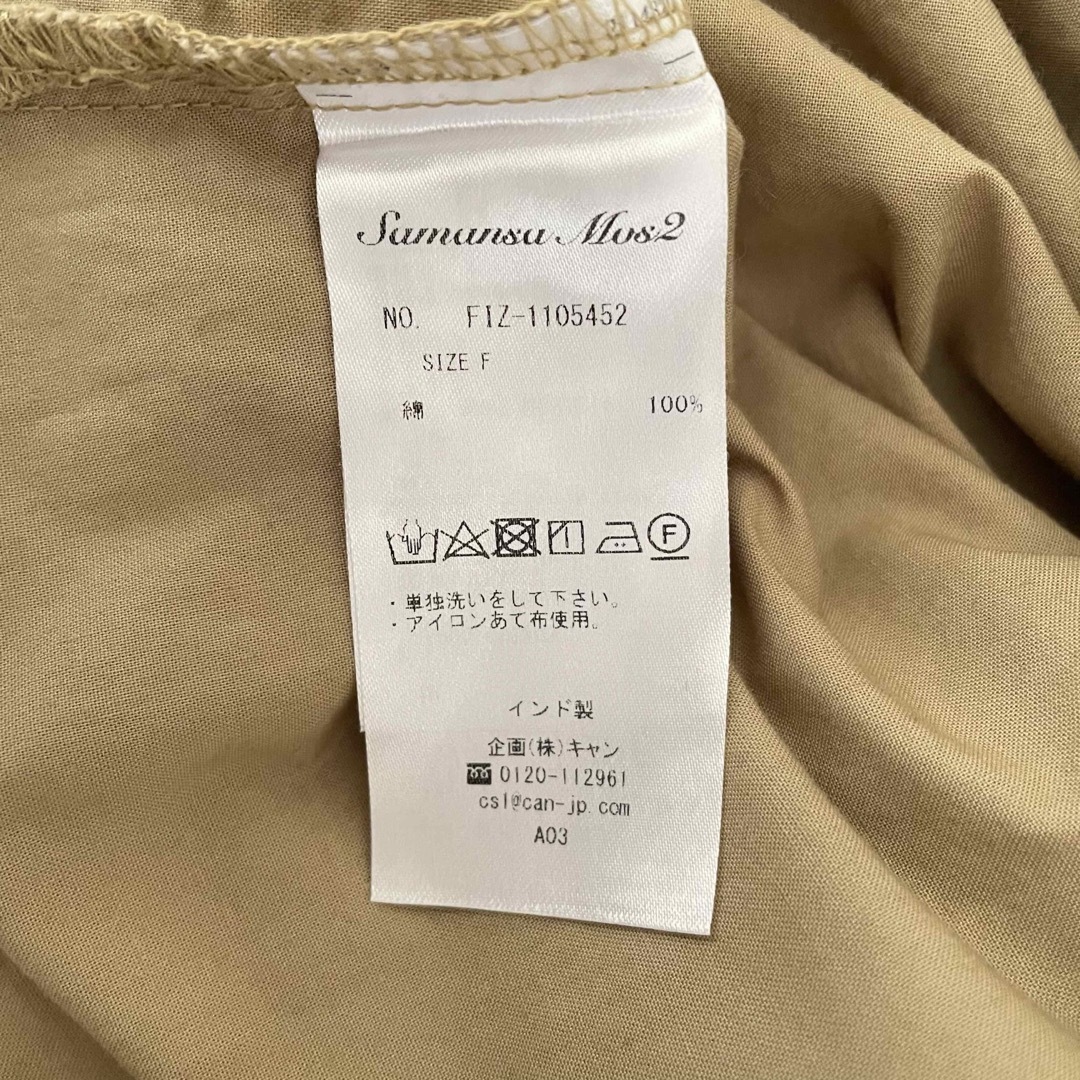 Samansa Mos2
NO. FIZ-1105452
SIZE F
綿 100%
F
・単独洗いをして下さい。
・アイロンあて布使用。
インド製
企画(株)キャン
0120-112961
csl@can-jp.com
A03